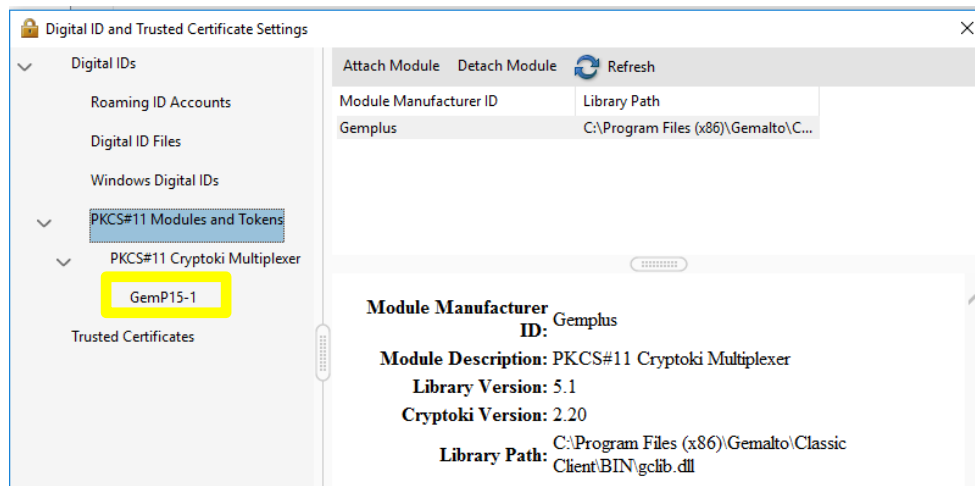 Digital ID and Trusted Certificate Settings
Digital IDs
Roaming ID Accounts
Digital ID Files
Windows Digital IDs
PKCS#11 Modules and Tokens
PKCS#11 Cryptoki Multiplexer
GemP15-1
Trusted Certificates
Attach Module Detach Module Refresh
Module Manufacturer ID Library Path
Gemplus C:\Program Files (x86)\Gemalto\C...
Module Manufacturer
ID: Gemplus
Module Description: PKCS#11 Cryptoki Multiplexer
Library Version: 5.1
Cryptoki Version: 2.20
Library Path: C:\Program Files (x86)\Gemalto\Classic
Client\BIN\gclib.dll